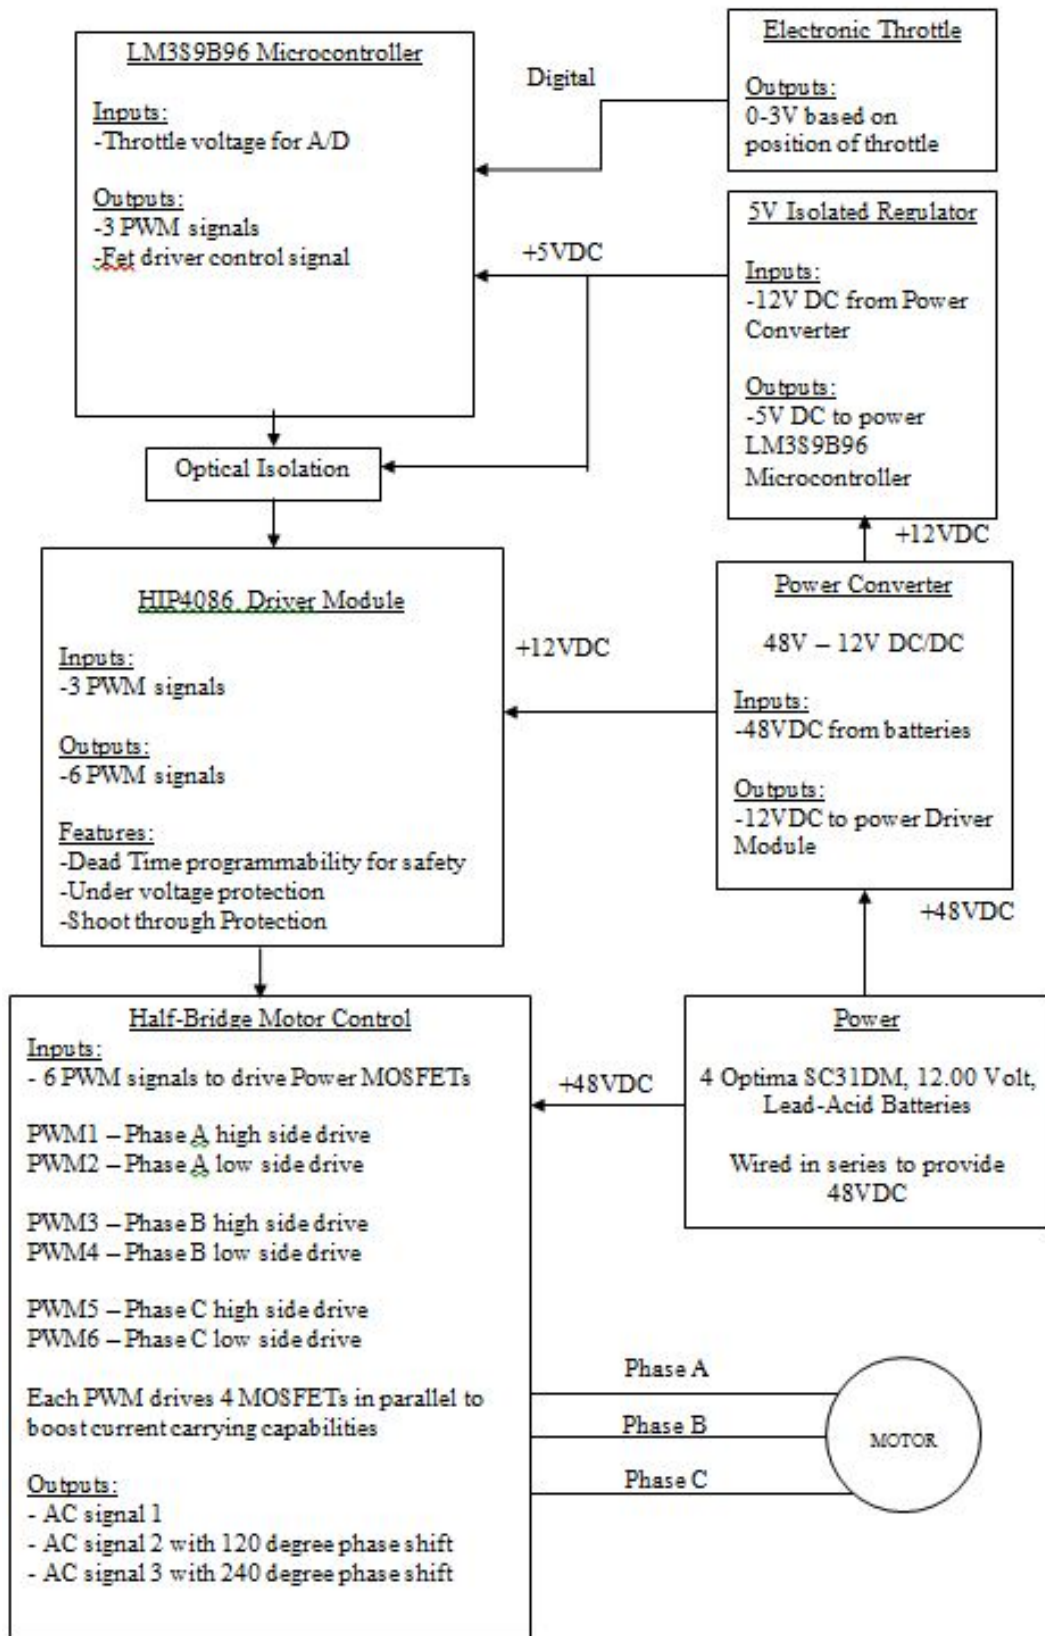 LM3S9B96 Microcontroller
Inputs:
-Throttle voltage for A/D
Outputs:
-3 PWM signals
-Fet driver control signal
Digital
Electronic Throttle
Outputs:
0-3V based on
position of throttle
+5VDC
5V Isolated Regulator
Inputs:
-12V DC from Power
Converter
Outputs:
-5V DC to power
LM3S9B96
Microcontroller
Optical Isolation
+12VDC
HIP4086 Driver Module
Inputs:
-3 PWM signals
Outputs:
-6 PWM signals
Features:
-Dead Time programmability for safety
-Under voltage protection
-Shoot through Protection
+12VDC
Power Converter
48V – 12V DC/DC
Inputs:
-48VDC from batteries
Outputs:
-12VDC to power Driver
Module
+48VDC
Half-Bridge Motor Control
Inputs:
- 6 PWM signals to drive Power MOSFETs
PWM1 – Phase A high side drive
PWM2 – Phase A low side drive
PWM3 – Phase B high side drive
PWM4 – Phase B low side drive
PWM5 – Phase C high side drive
PWM6 – Phase C low side drive
Each PWM drives 4 MOSFETs in parallel to
boost current carrying capabilities
Outputs:
- AC signal 1
- AC signal 2 with 120 degree phase shift
- AC signal 3 with 240 degree phase shift
+48VDC
Power
4 Optima SC31DM, 12.00 Volt,
Lead-Acid Batteries
Wired in series to provide
48VDC
Phase A
Phase B
Phase C
MOTOR